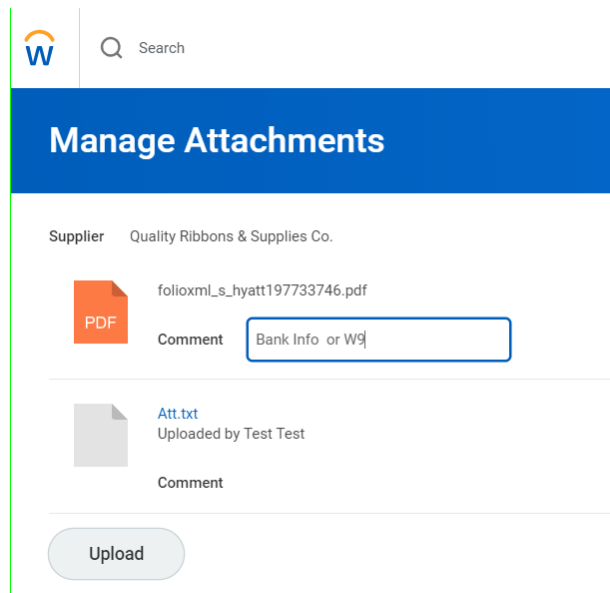 W
Search
Manage Attachments
Supplier Quality Ribbons & Supplies Co.
folioxml_s_hyatt197733746.pdf
PDF
Comment Bank Info  or W9
Att.txt
Uploaded by Test Test
Comment
Upload